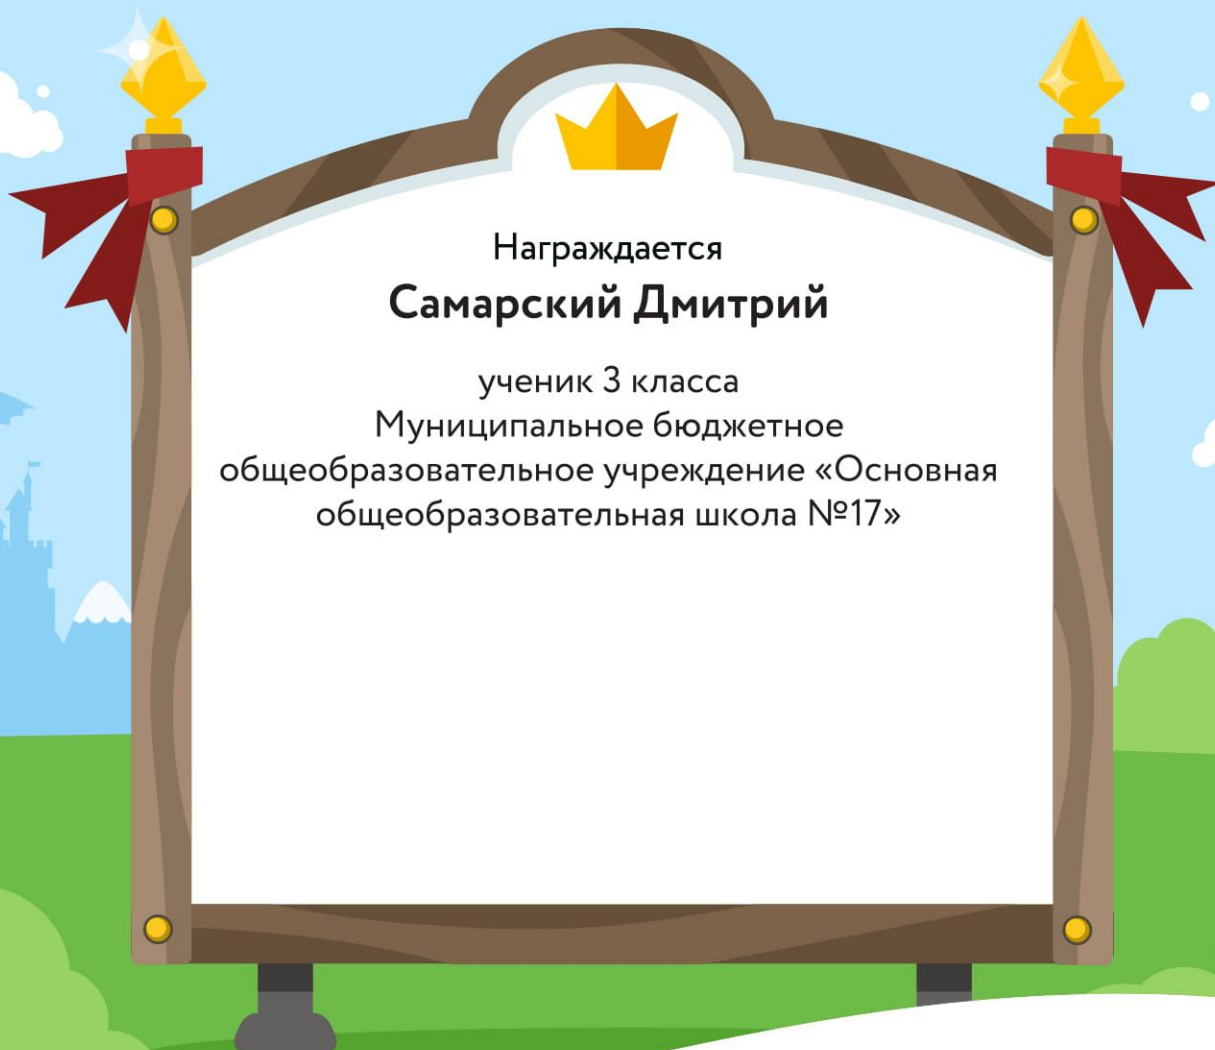 Награждается
Самарский Дмитрий
ученик 3 класса
Муниципальное бюджетное
общеобразовательное учреждение «Основная
общеобразовательная школа №17»